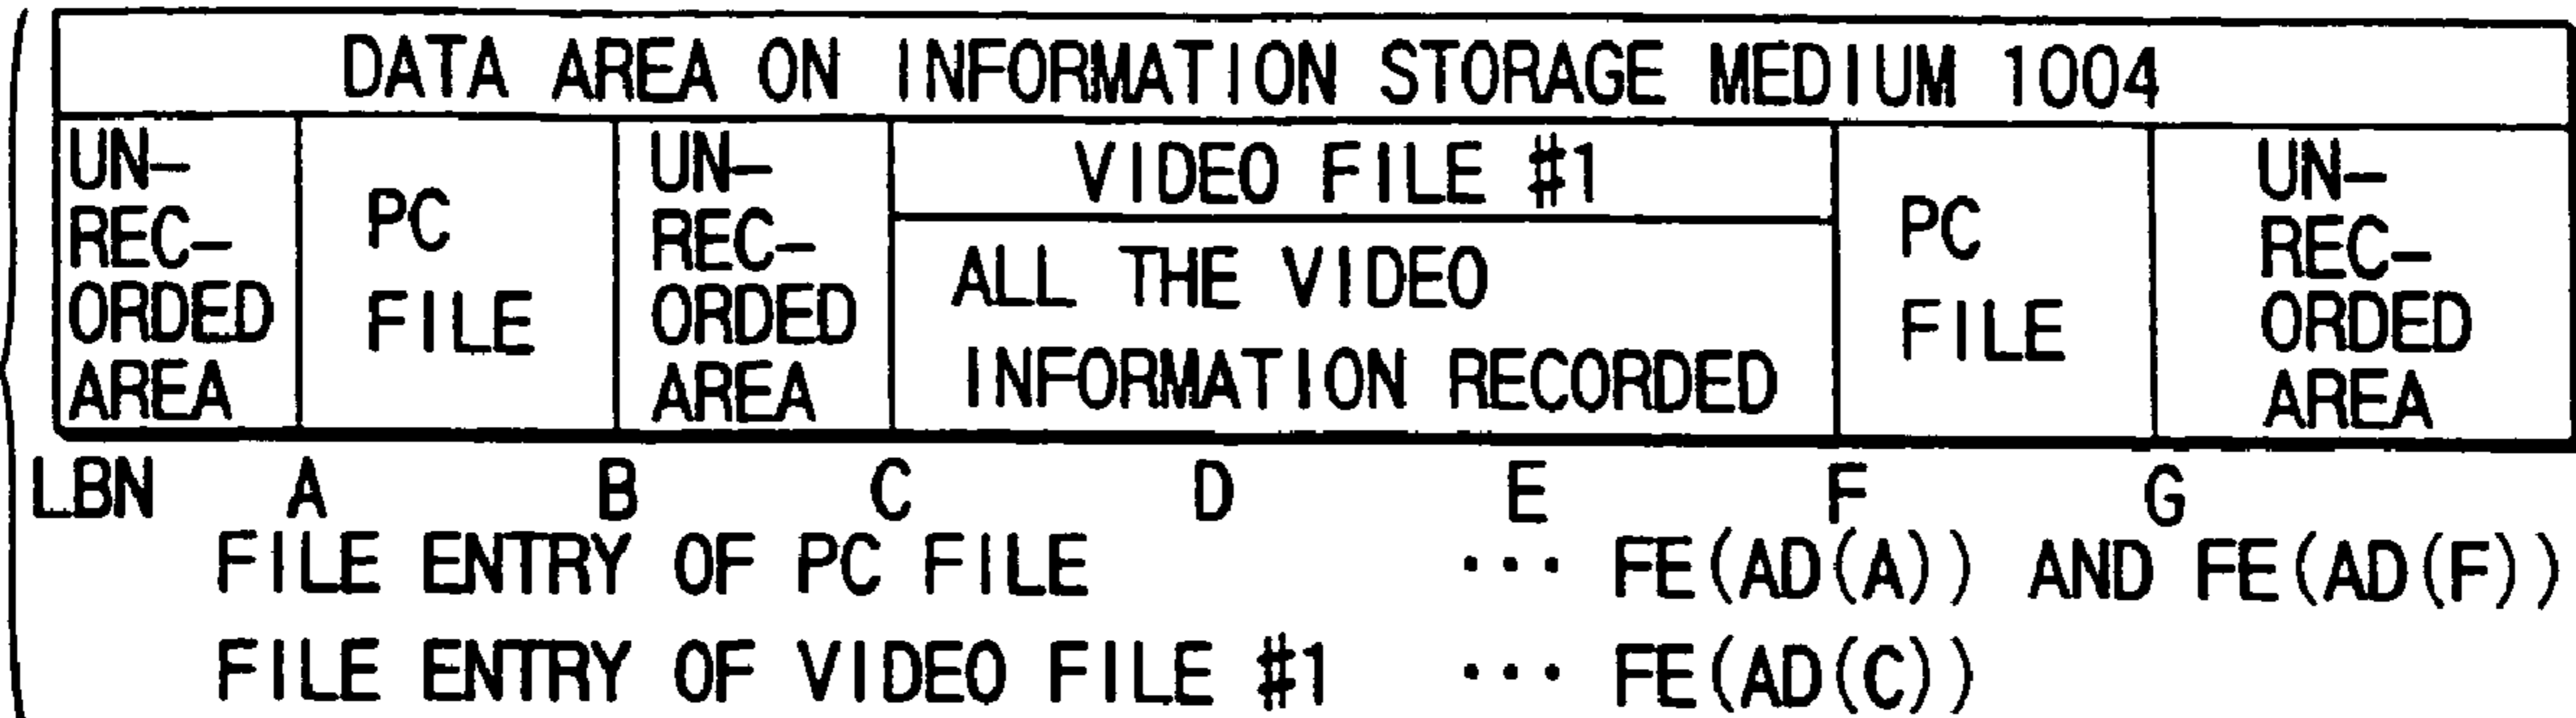 DATA AREA ON INFORMATION STORAGE MEDIUM 1004
UN-
REC-
ORDED
AREA
PC
FILE
UN-
REC-
ORDED
AREA
VIDEO FILE #1
ALL THE VIDEO
INFORMATION RECORDED
PC
FILE
UN-
REC-
ORDED
AREA
LBN A B C D E F G
FILE ENTRY OF PC FILE ··· FE(AD(A)) AND FE(AD(F))
FILE ENTRY OF VIDEO FILE #1 ··· FE(AD(C))